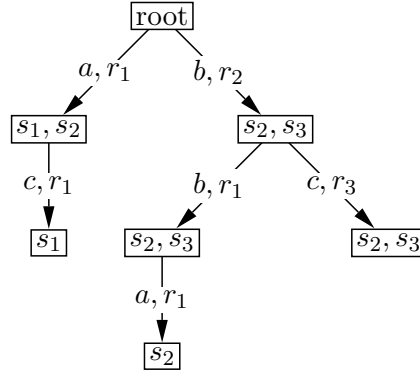 root
a, r₁
b, r₂
s₁, s₂
s₂, s₃
c, r₁
b, r₁
c, r₃
s₁
s₂, s₃
s₂, s₃
a, r₁
s₂